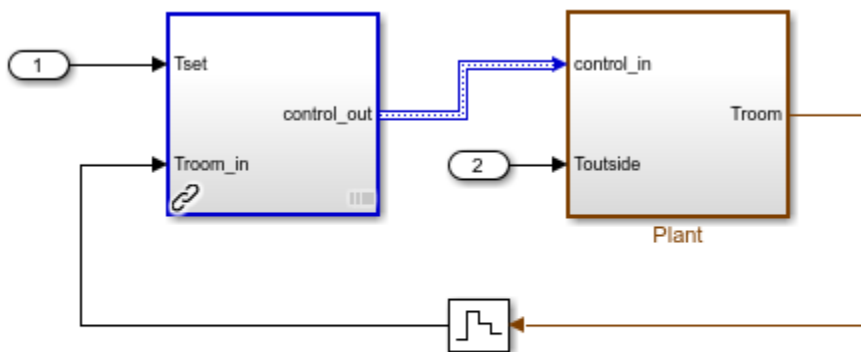 1
Tset
control_out
Troom_in
control_in
Troom
2
Toutside
Plant